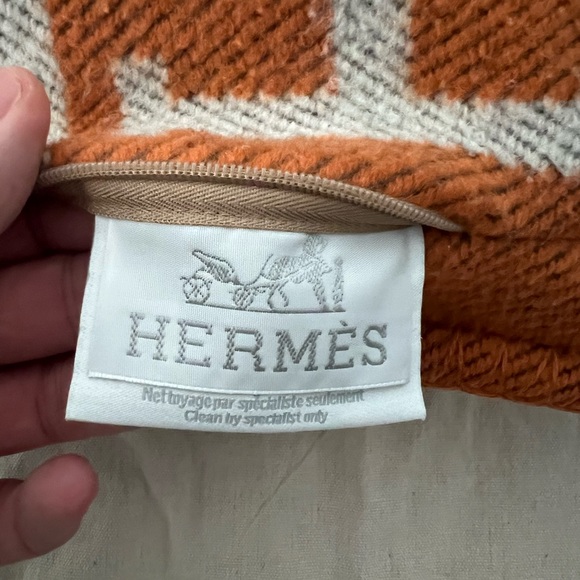 HERMÈS
Nettoyage par spécialiste seulement
Clean by specialist only